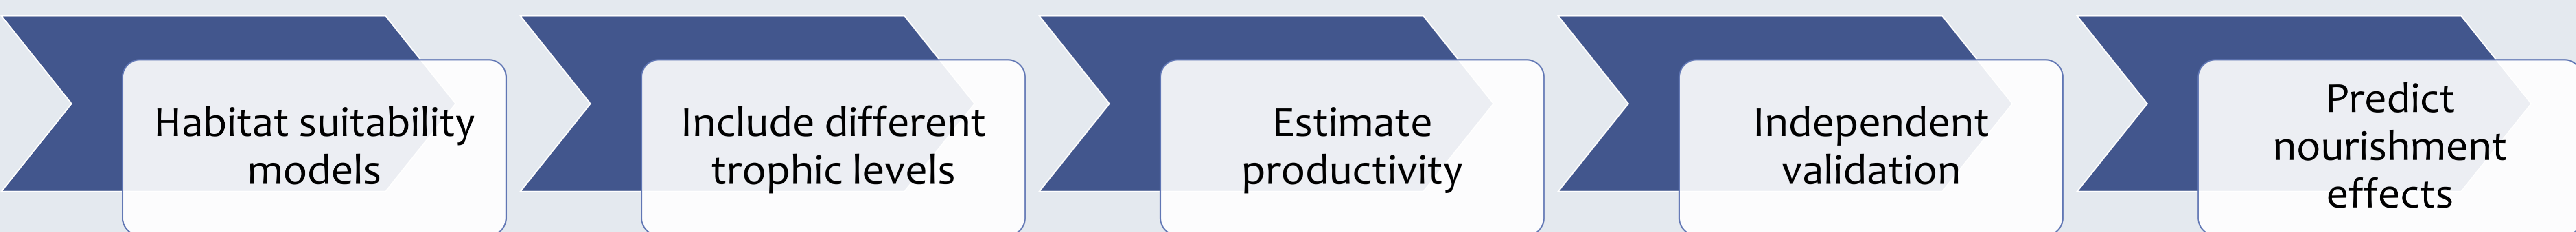 Habitat suitability
models
Include different
trophic levels
Estimate
productivity
Independent
validation
Predict
nourishment
effects